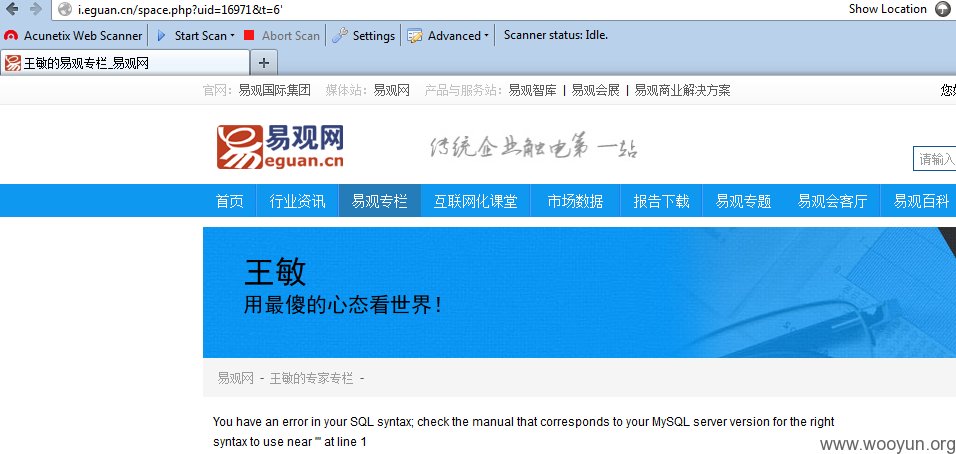 i.eguan.cn/space.php?uid=16971&t=6' Show Location
Acunetix Web Scanner Start Scan Abort Scan Settings Advanced Scanner status: Idle.
王敏的易观专栏_易观网
官网：易观国际集团 媒体站：易观网 产品与服务站：易观智库 | 易观会展 | 易观商业解决方案
易观网
eguan.cn
传统企业触电第一站
请输入
首页 行业资讯 易观专栏 互联网化课堂 市场数据 报告下载 易观专题 易观会客厅 易观百科
王敏
用最傻的心态看世界！
易观网 - 王敏的专家专栏 -
You have an error in your SQL syntax; check the manual that corresponds to your MySQL server version for the right
syntax to use near '''' at line 1
www.wooyun.org